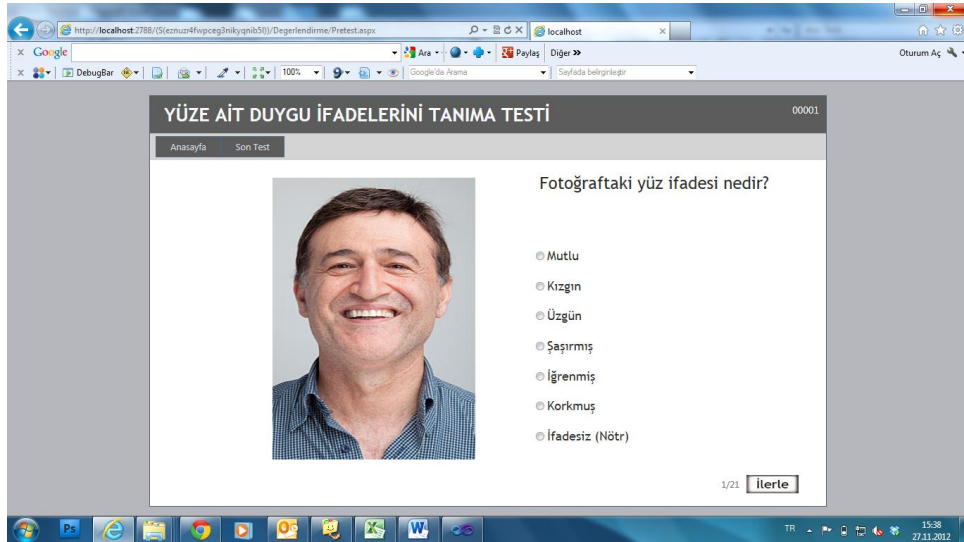 http://localhost:2788/(S(eznuzr4fwpceg3nikyqnib5l))/Degerlendirme/Pretest.aspx
localhost
Google
Ara
Paylaş
Diğer »
Oturum Aç
DebugBar
100%
Google'da Arama
Sayfada belirginleştir
YÜZE AİT DUYGU İFADELERİNİ TANIMA TESTİ
00001
Anasayfa
Son Test
Fotoğraftaki yüz ifadesi nedir?
Mutlu
Kızgın
Üzgün
Şaşırmış
İğrenmiş
Korkmuş
İfadesiz (Nötr)
1/21
İlerle
Ps
TR
15:38
27.11.2012